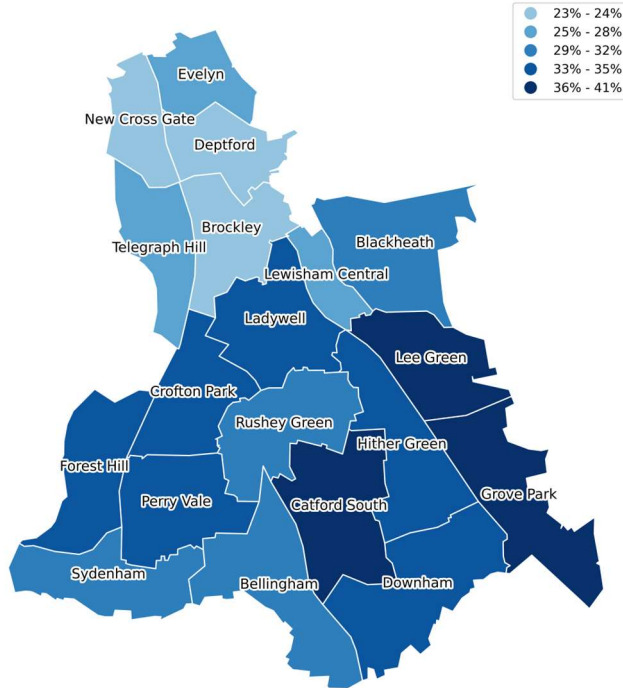 23% - 24%
25% - 28%
29% - 32%
33% - 35%
36% - 41%
Evelyn
New Cross Gate
Deptford
Brockley
Telegraph Hill
Blackheath
Lewisham Central
Ladywell
Lee Green
Crofton Park
Rushey Green
Hither Green
Forest Hill
Grove Park
Perry Vale
Catford South
Sydenham
Bellingham
Downham